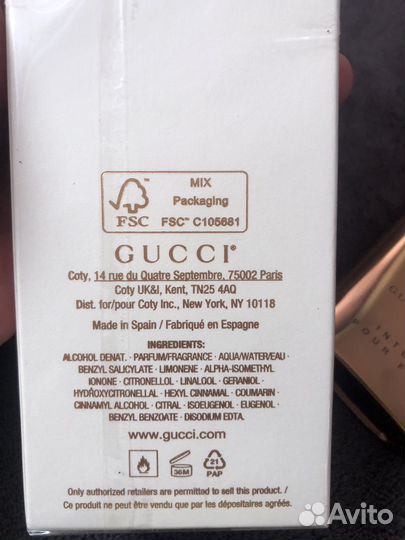 MIX
Packaging
FSC
FSC™ C105681
GUCCI®
Coty, 14 rue du Quatre Septembre, 75002 Paris
Coty UK&I, Kent, TN25 4AQ
Dist. for/pour Coty Inc., New York, NY 10118
Made in Spain / Fabriqué en Espagne
INGREDIENTS:
ALCOHOL DENAT. • PARFUM/FRAGRANCE • AQUA/WATER/EAU •
BENZYL SALICYLATE • LIMONENE • ALPHA-ISOMETHYL
IONONE • CITRONELLOL • LINALOOL • GERANIOL •
HYDROXYCITRONELLAL • HEXYL CINNAMAL • COUMARIN •
CINNAMYL ALCOHOL • CITRAL • ISOEUGENOL • EUGENOL •
BENZYL BENZOATE • DISODIUM EDTA.
www.gucci.com
36M
21
PAP
Only authorized retailers are permitted to sell this product. /
Ce produit ne peut être vendu que par les dépositaires agréés.
GU
INTE
POUR F
Avito